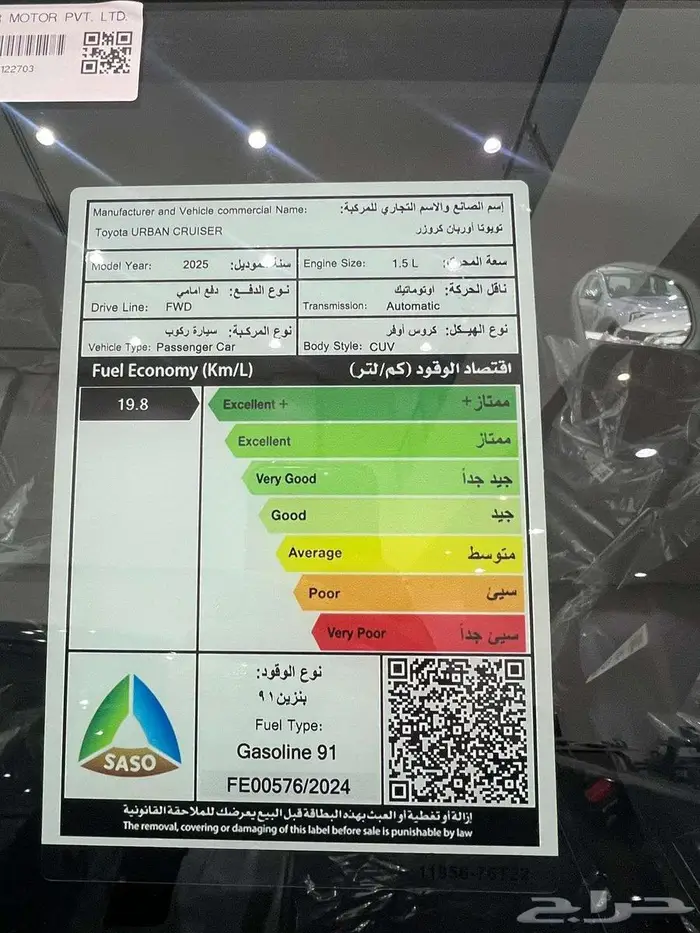 MOTOR PVT. LTD.
122703
Manufacturer and Vehicle commercial Name: إسم الصانع والاسم التجاري للمركبة:
Toyota URBAN CRUISER تويوتا أوربان كروزر
Model Year: 2025 سنة الموديل: Engine Size: 1.5 L سعة المحرك:
نوع الدفع: دفع امامي ناقل الحركة: اوتوماتيك
Drive Line: FWD Transmission: Automatic
نوع المركبة: سيارة ركوب نوع الهيكل: كروس أوفر
Vehicle Type: Passenger Car Body Style: CUV
Fuel Economy (Km/L) اقتصاد الوقود (كم/لتر)
19.8 Excellent + ممتاز+
Excellent ممتاز
Very Good جيد جداً
Good جيد
Average متوسط
Poor سيئ
Very Poor سيئ جداً
نوع الوقود:
بنزين ٩١
Fuel Type:
Gasoline 91
SASO
FE00576/2024
إزالة أو تغطية أو العبث بهذه البطاقة قبل البيع يعرضك للملاحقة القانونية
The removal, covering or damaging of this label before sale is punishable by law
حراج